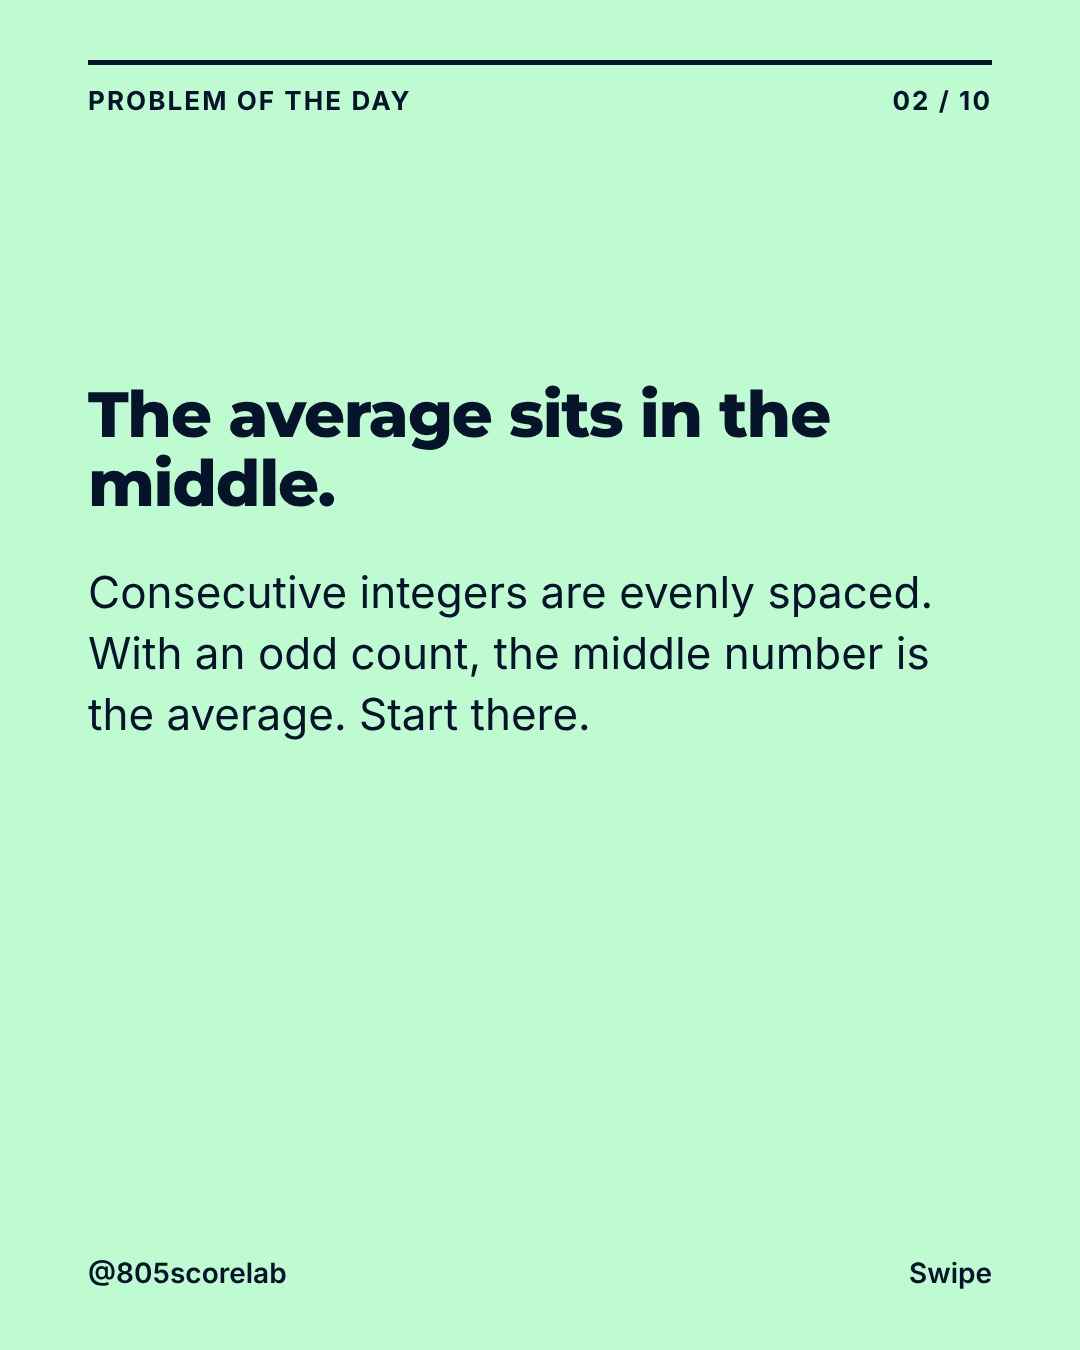 PROBLEM OF THE DAY
02 / 10
The average sits in the
middle.
Consecutive integers are evenly spaced.
With an odd count, the middle number is
the average. Start there.
@805scorelab
Swipe